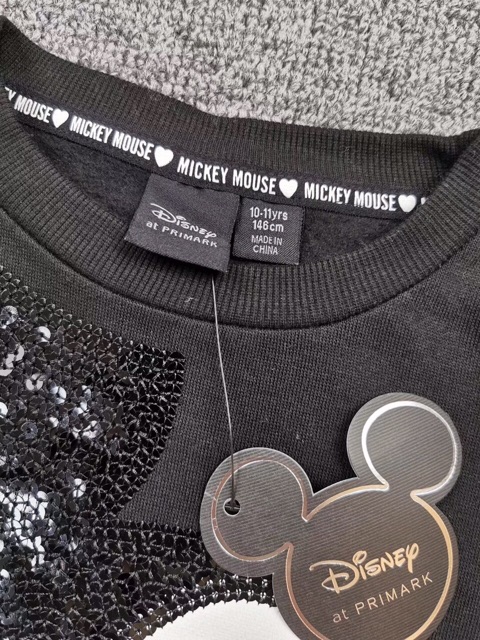 Y MOUSE♥ MICKEY MOUSE♥ MICKEY MOUSE♥ MICKEY MOUSE♥
Disney
at PRIMARK
10-11yrs
146cm
MADE IN
CHINA
Disney
at PRIMARK